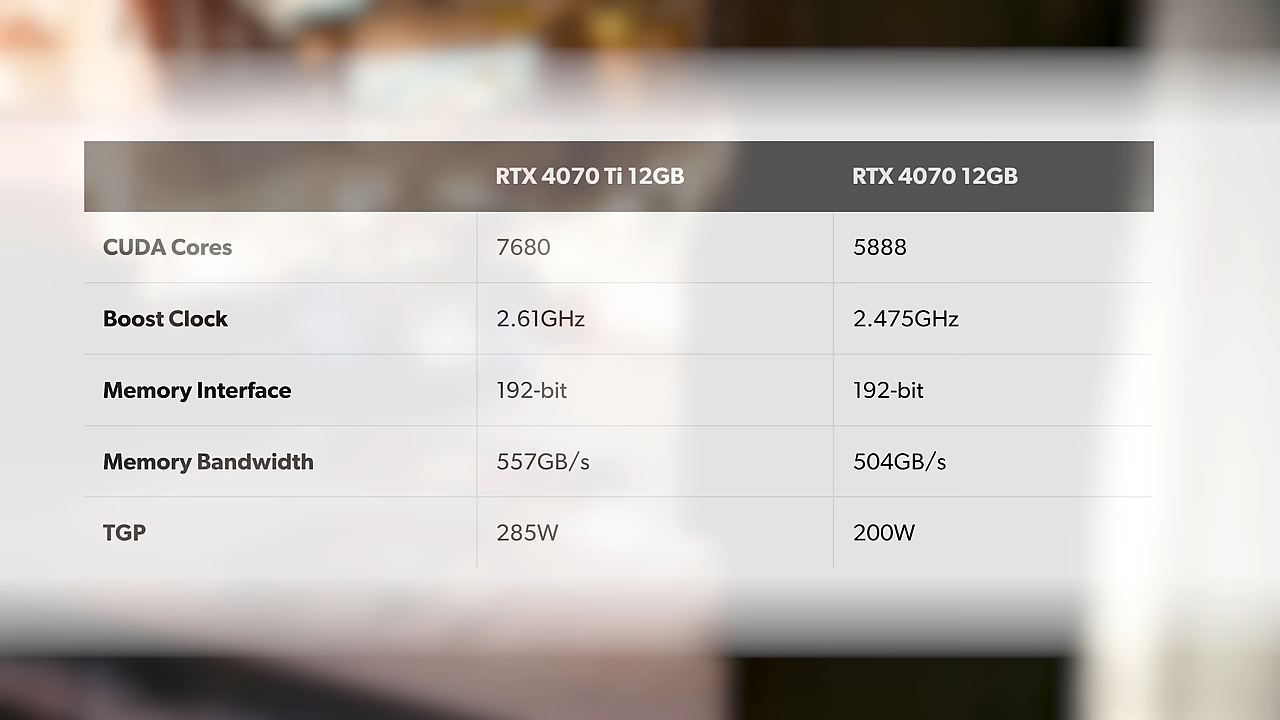 RTX 4070 Ti 12GB RTX 4070 12GB
CUDA Cores 7680 5888
Boost Clock 2.61GHz 2.475GHz
Memory Interface 192-bit 192-bit
Memory Bandwidth 557GB/s 504GB/s
TGP 285W 200W